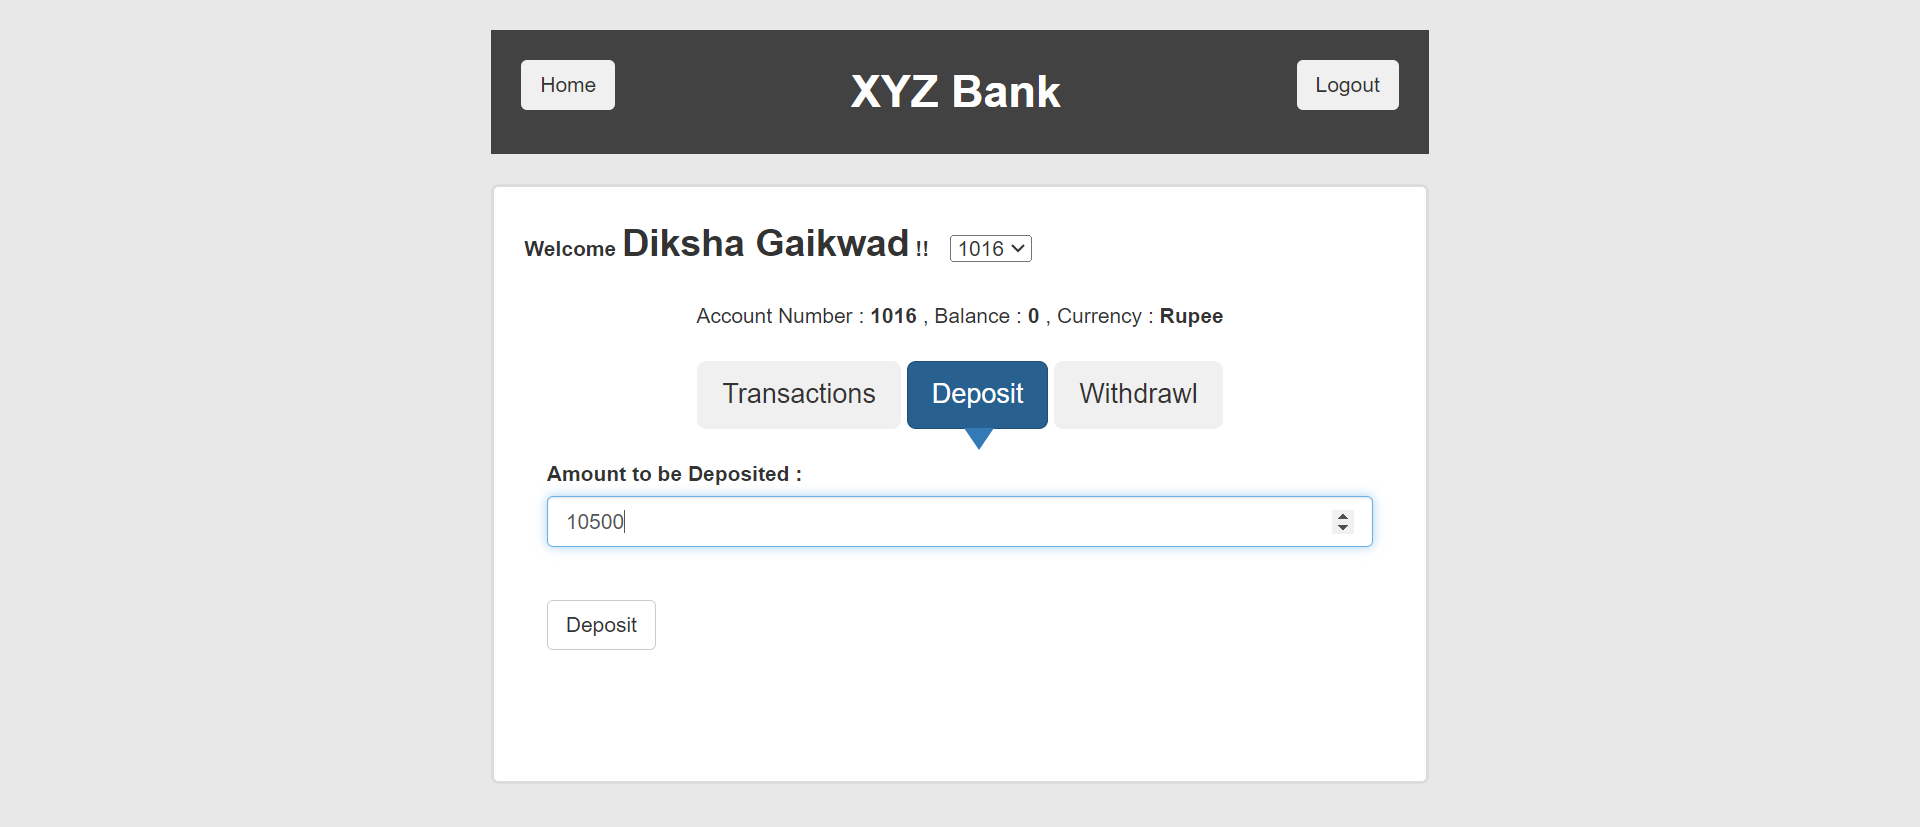 Home XYZ Bank Logout
Welcome Diksha Gaikwad !! 1016
Account Number : 1016 , Balance : 0 , Currency : Rupee
Transactions Deposit Withdrawl
Amount to be Deposited :
10500
Deposit